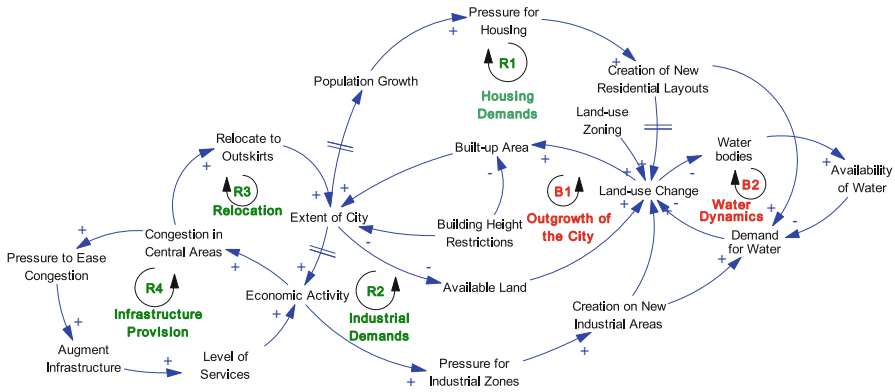 Pressure for
Housing
R1
Housing
Demands
Population Growth
Creation of New
Residential Layouts
Land-use
Zoning
Relocate to
Outskirts
Built-up Area
Water
bodies
Availability
of Water
R3
Relocation
B1
Outgrowth of
the City
Land-use Change
B2
Water
Dynamics
Extent of City
Building Height
Restrictions
Congestion in
Central Areas
Demand
for Water
Pressure to Ease
Congestion
R4
Infrastructure
Provision
Economic Activity
R2
Industrial
Demands
Available Land
Creation on New
Industrial Areas
Augment
Infrastructure
Level of
Services
Pressure for
Industrial Zones